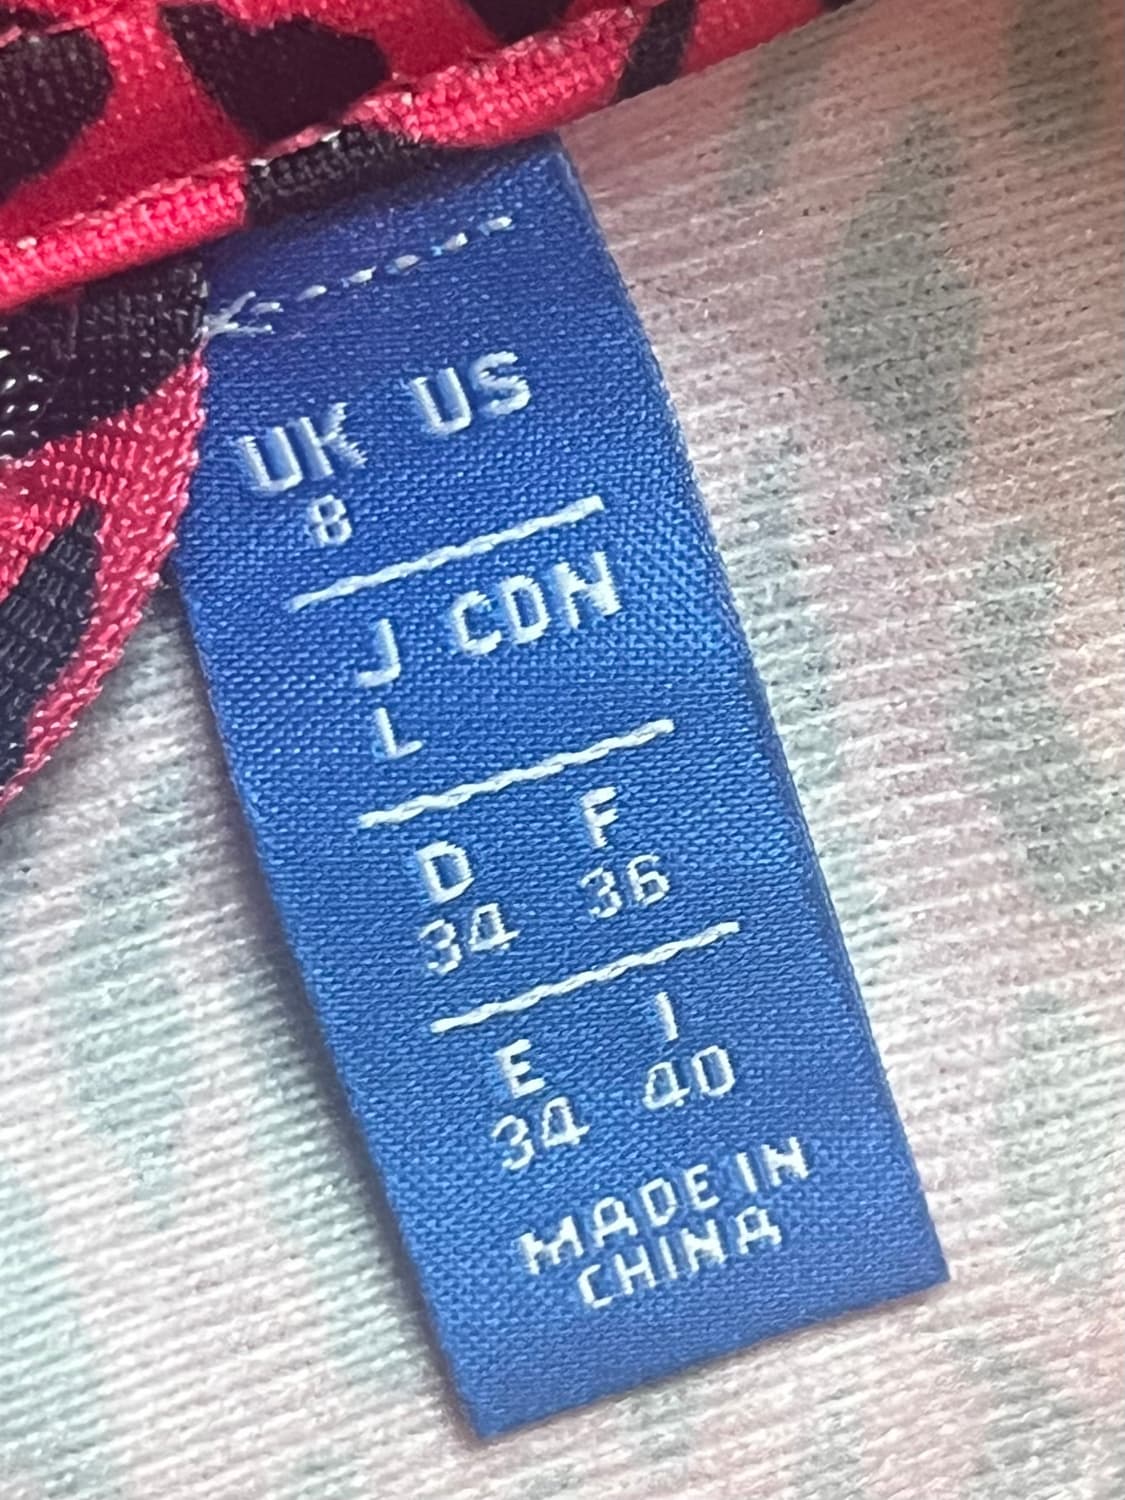 UK US
8
J CDN
L
D F
34 36
E I
34 40
MADE IN
CHINA